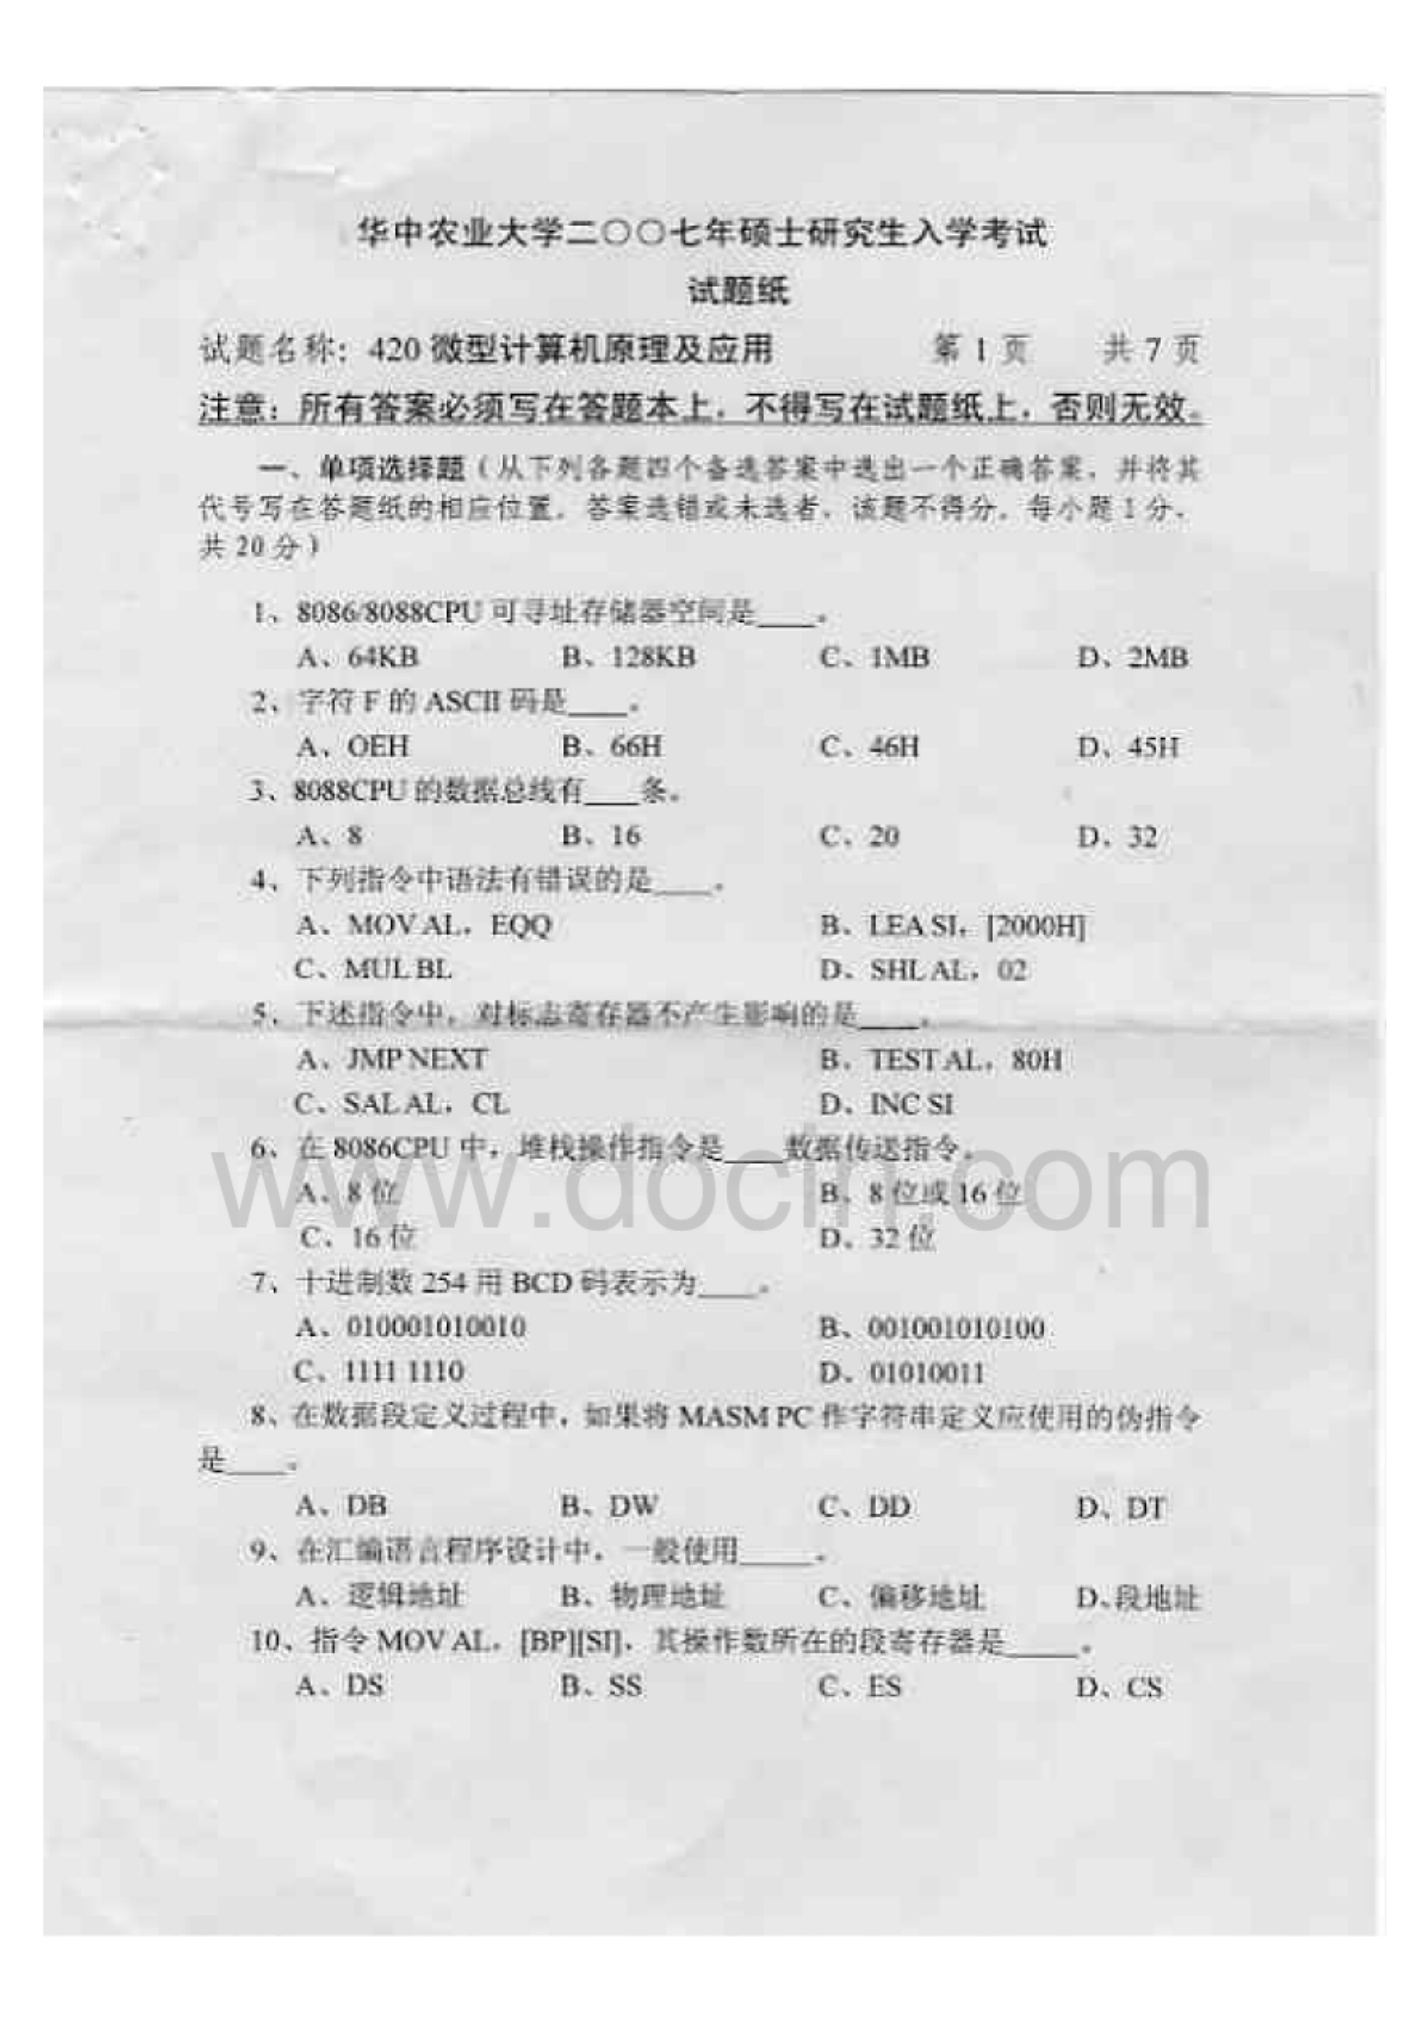 华中农业大学二〇〇七年硕士研究生入学考试
试题纸
试题名称：420 微型计算机原理及应用 第 1 页 共 7 页
注意：所有答案必须写在答题本上，不得写在试题纸上，否则无效。
一、单项选择题（从下列各题四个备选答案中选出一个正确答案，并将其
代号写在答题纸的相应位置。答案选错或未选者，该题不得分。每小题 1 分，
共 20 分）
1、8086/8088CPU 可寻址存储器空间是____。
A、64KB B、128KB C、1MB D、2MB
2、字符 F 的 ASCII 码是____。
A、OEH B、66H C、46H D、45H
3、8088CPU 的数据总线有____条。
A、8 B、16 C、20 D、32
4、下列指令中语法有错误的是____。
A、MOV AL，EQQ B、LEA SI，[2000H]
C、MUL BL D、SHL AL，02
5、下述指令中，对标志寄存器不产生影响的是____。
A、JMP NEXT B、TEST AL，80H
C、SAL AL，CL D、INC SI
6、在 8086CPU 中，堆栈操作指令是____数据传送指令。
www.docin.com
A、8 位 B、8 位或 16 位
C、16 位 D、32 位
7、十进制数 254 用 BCD 码表示为____。
A、010001010010 B、001001010100
C、1111 1110 D、01010011
8、在数据段定义过程中，如果将 MASM PC 作字符串定义应使用的伪指令
是____。
A、DB B、DW C、DD D、DT
9、在汇编语言程序设计中，一般使用_____。
A、逻辑地址 B、物理地址 C、偏移地址 D、段地址
10、指令 MOV AL，[BP][SI]，其操作数所在的段寄存器是_____。
A、DS B、SS C、ES D、CS